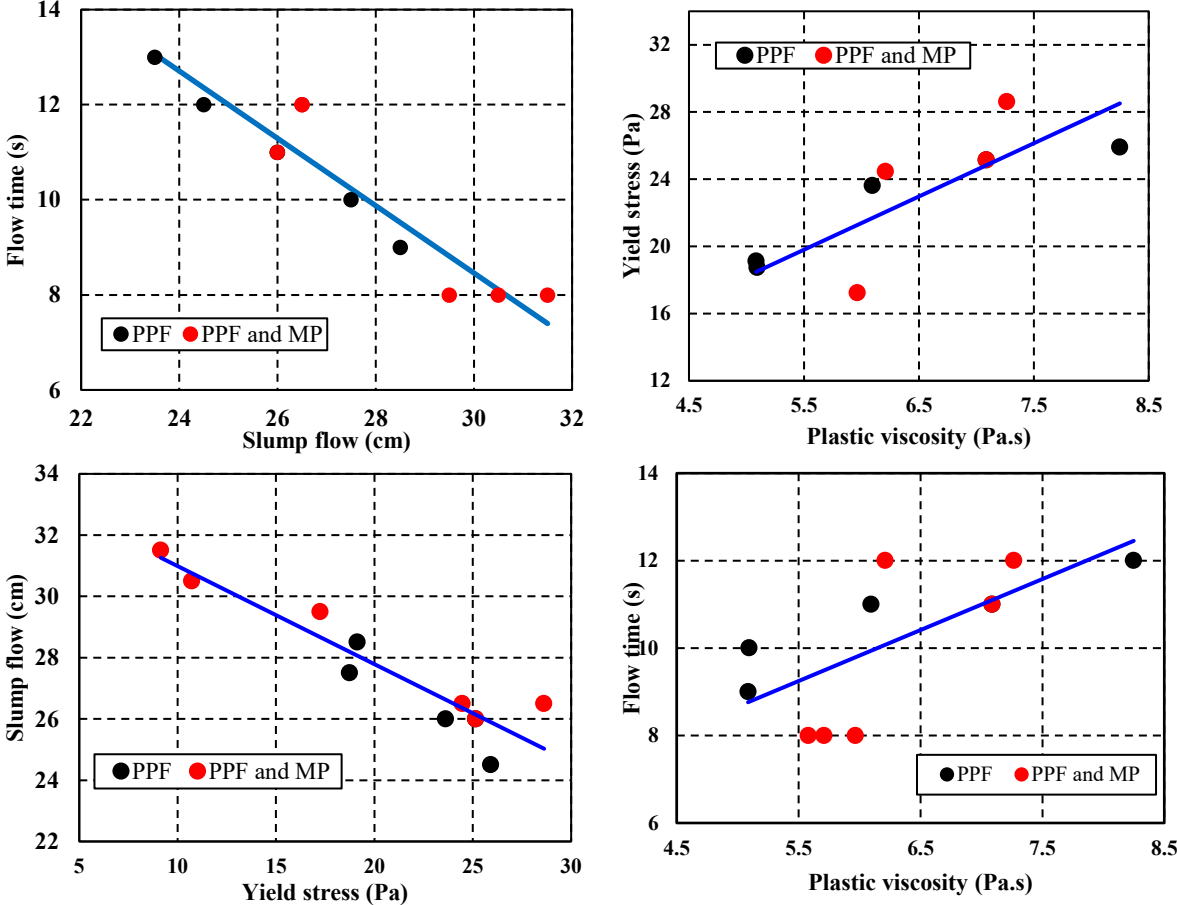 14
12
10
8
6
Flow time (s)
PPF PPF and MP
22 24 26 28 30 32
Slump flow (cm)
32
28
24
20
16
12
Yield stress (Pa)
PPF PPF and MP
4.5 5.5 6.5 7.5 8.5
Plastic viscosity (Pa.s)
34
32
30
28
26
24
22
Slump flow (cm)
PPF PPF and MP
5 10 15 20 25 30
Yield stress (Pa)
14
12
10
8
6
Flow time (s)
PPF PPF and MP
4.5 5.5 6.5 7.5 8.5
Plastic viscosity (Pa.s)